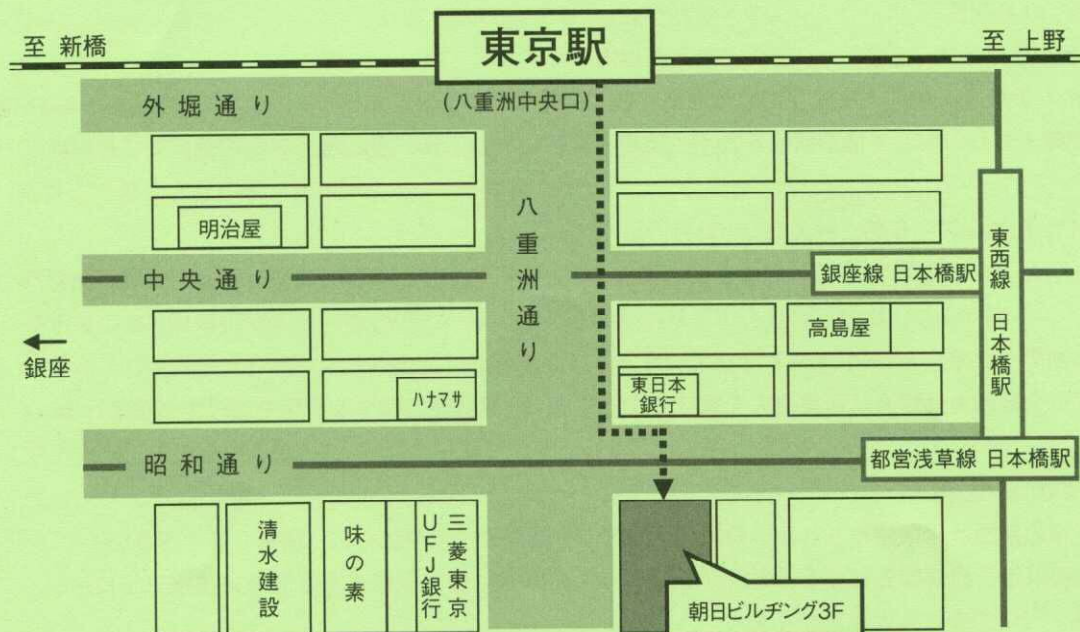 至 新橋
東京駅
至 上野
(八重洲中央口)
外堀通り
八重洲通り
明治屋
中央通り
銀座線 日本橋駅
東西線 日本橋駅
銀座
高島屋
ハナマサ
東日本
銀行
昭和通り
都営浅草線 日本橋駅
清水建設
味の素
三菱東京
UFJ銀行
朝日ビルヂング3F